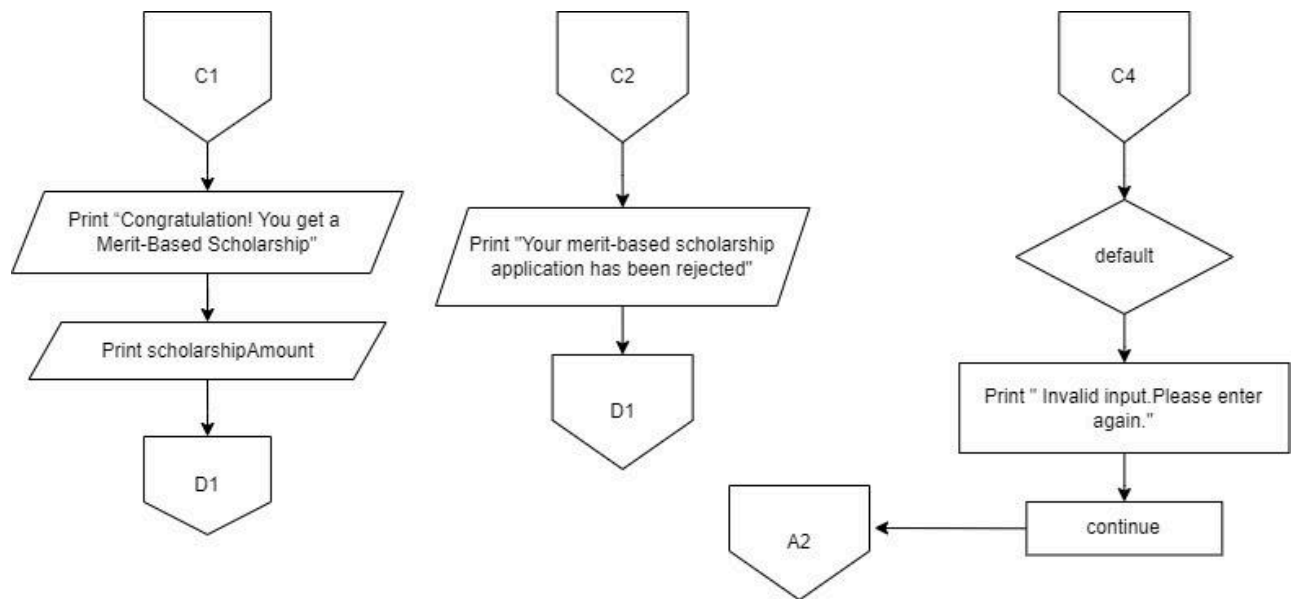 C1
Print “Congratulation! You get a
Merit-Based Scholarship"
Print scholarshipAmount
D1
C2
Print "Your merit-based scholarship
application has been rejected"
D1
C4
default
Print " Invalid input.Please enter
again."
continue
A2